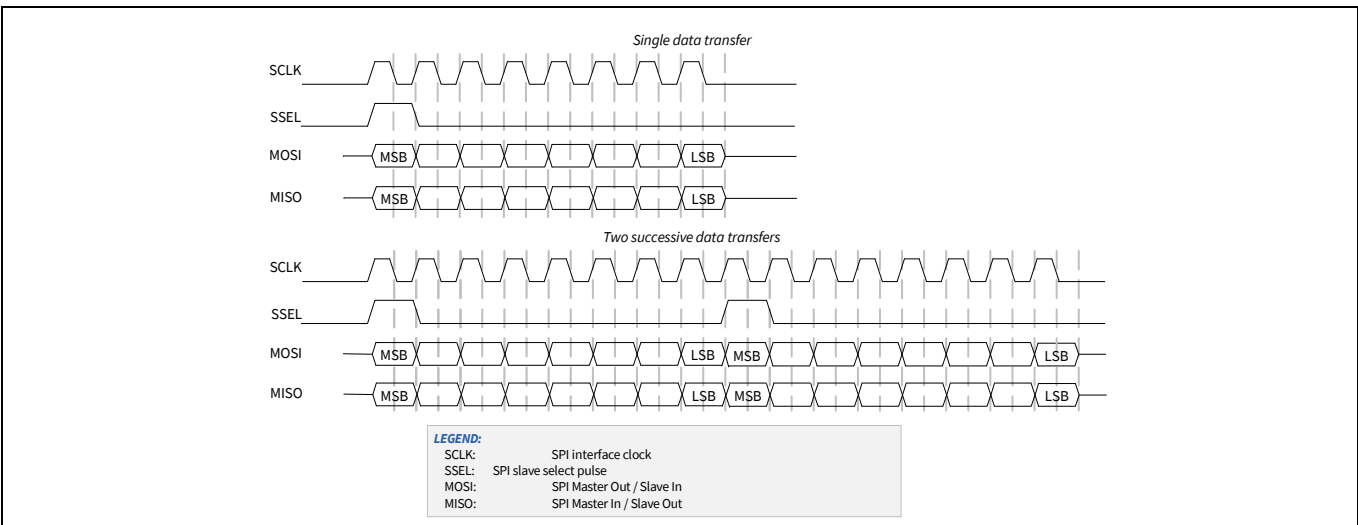 Single data transfer
SCLK
SSEL
MOSI MSB LSB
MISO MSB LSB
Two successive data transfers
SCLK
SSEL
MOSI MSB LSB MSB LSB
MISO MSB LSB MSB LSB
LEGEND:
SCLK: SPI interface clock
SSEL: SPI slave select pulse
MOSI: SPI Master Out / Slave In
MISO: SPI Master In / Slave Out